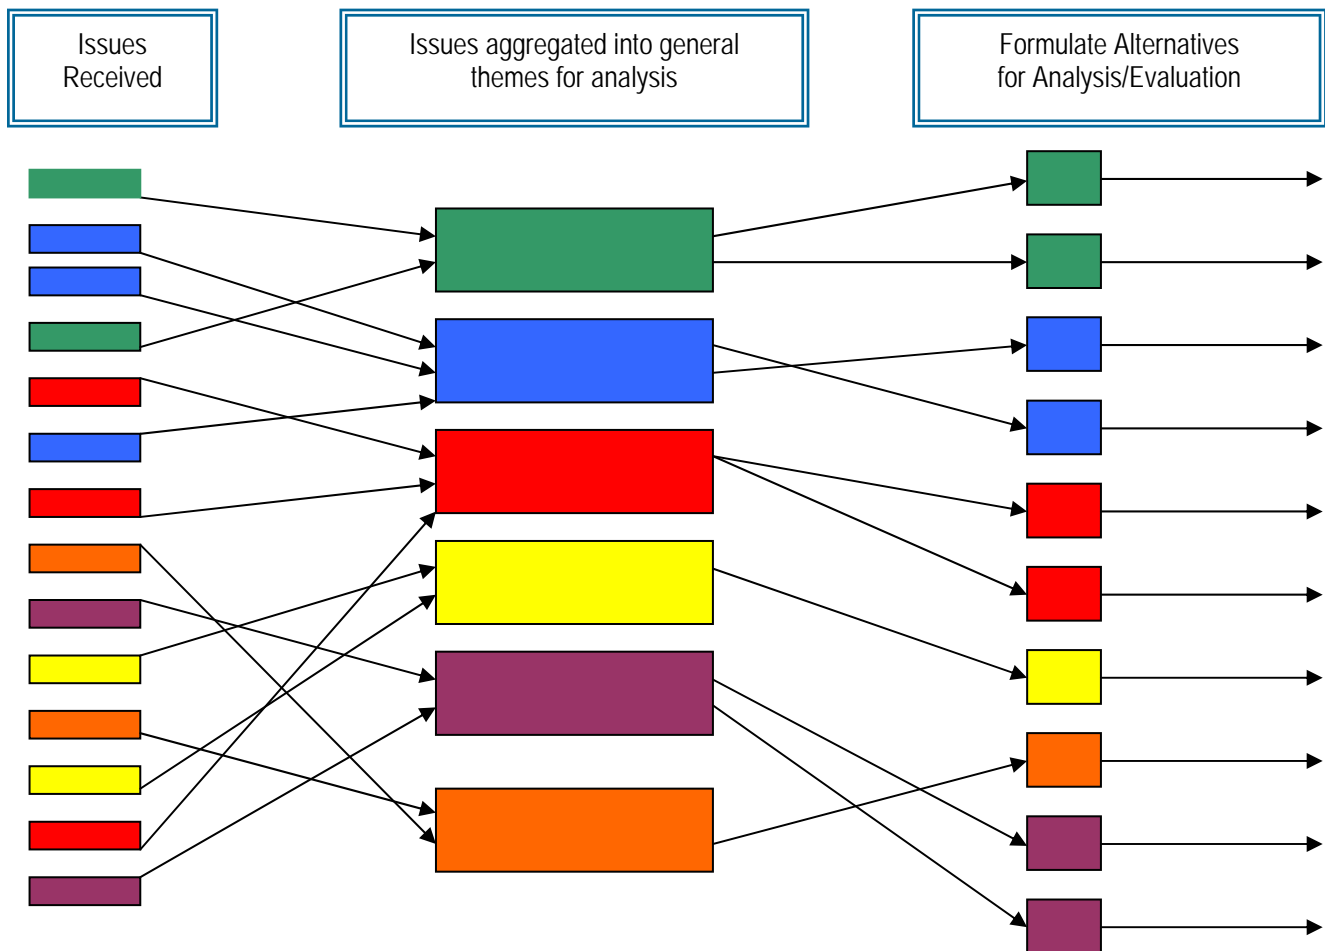 Issues
Received
Issues aggregated into general
themes for analysis
Formulate Alternatives
for Analysis/Evaluation